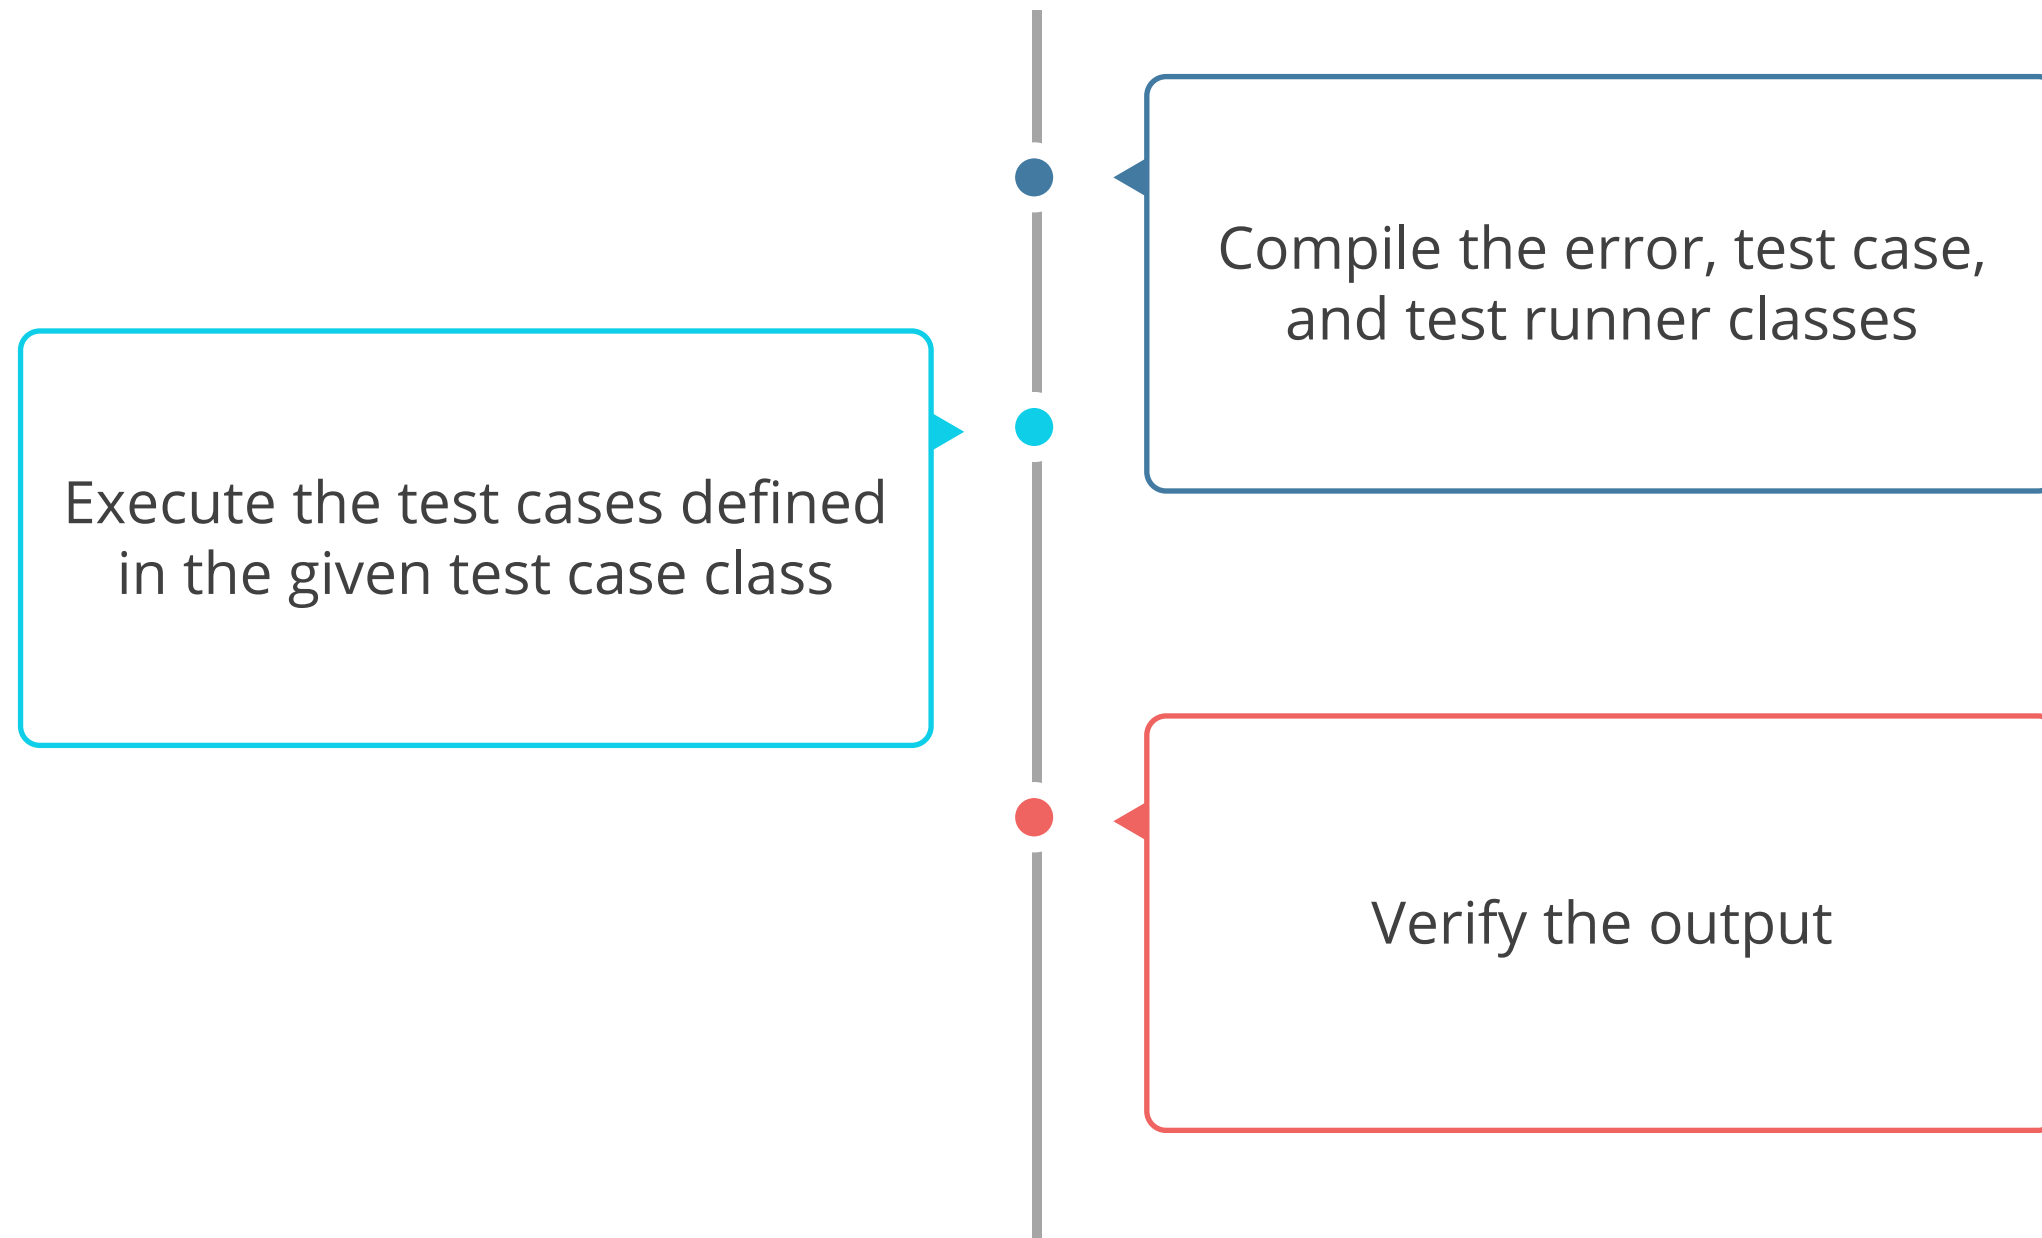 Compile the error, test case,
and test runner classes
Execute the test cases defined
in the given test case class
Verify the output